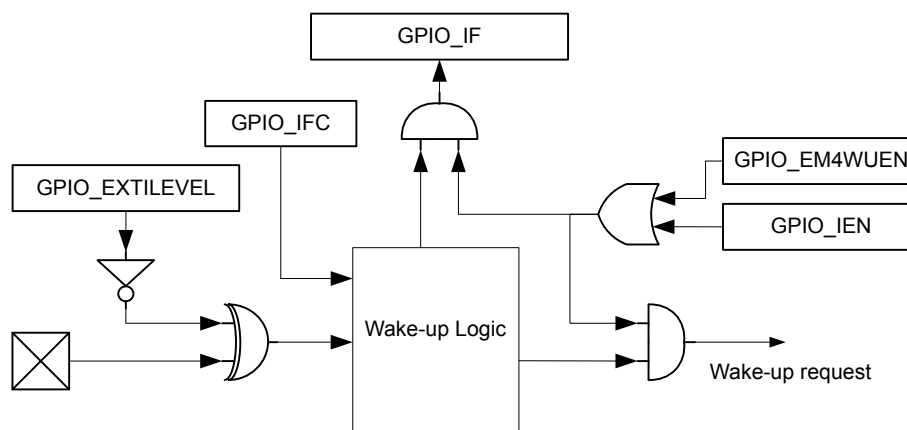 GPIO_IF
GPIO_IFC
GPIO_EM4WUEN
GPIO_EXTILEVEL
GPIO_IEN
Wake-up Logic
Wake-up request